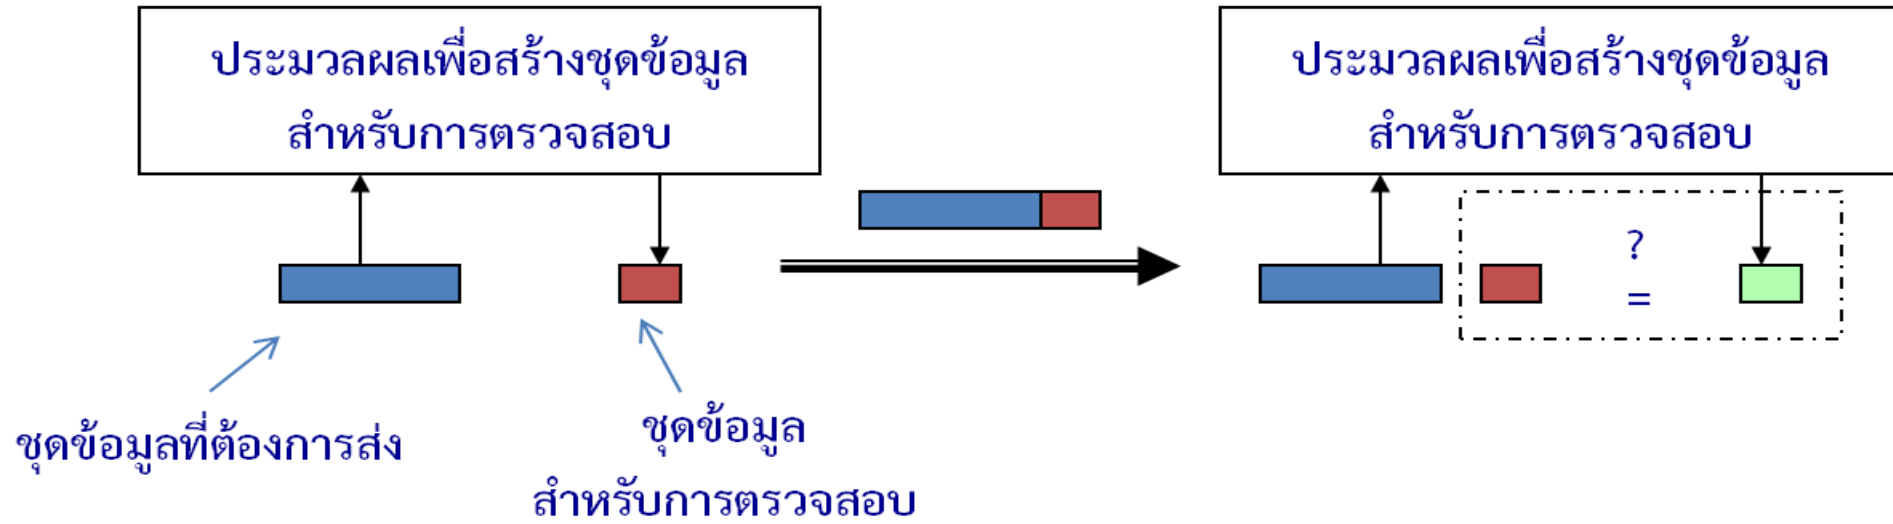 ประมวลผลเพื่อสร้างชุดข้อมูล
สำหรับการตรวจสอบ
ประมวลผลเพื่อสร้างชุดข้อมูล
สำหรับการตรวจสอบ
?
=
ชุดข้อมูลที่ต้องการส่ง
ชุดข้อมูล
สำหรับการตรวจสอบ